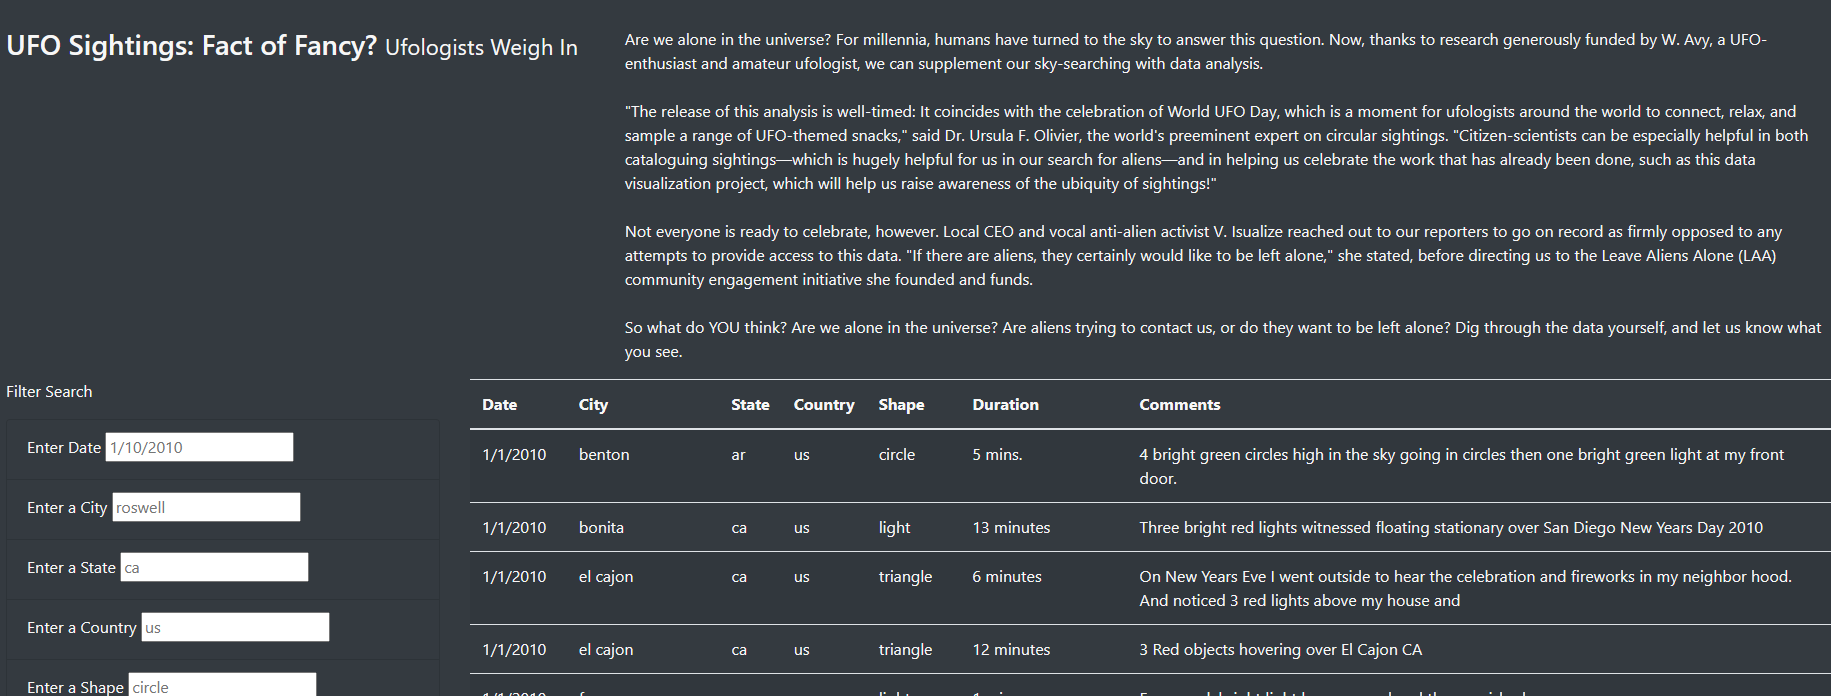 UFO Sightings: Fact of Fancy? Ufologists Weigh In
Are we alone in the universe? For millennia, humans have turned to the sky to answer this question. Now, thanks to research generously funded by W. Avy, a UFO-
enthusiast and amateur ufologist, we can supplement our sky-searching with data analysis.
"The release of this analysis is well-timed: It coincides with the celebration of World UFO Day, which is a moment for ufologists around the world to connect, relax, and
sample a range of UFO-themed snacks," said Dr. Ursula F. Olivier, the world's preeminent expert on circular sightings. "Citizen-scientists can be especially helpful in both
cataloguing sightings—which is hugely helpful for us in our search for aliens—and in helping us celebrate the work that has already been done, such as this data
visualization project, which will help us raise awareness of the ubiquity of sightings!"
Not everyone is ready to celebrate, however. Local CEO and vocal anti-alien activist V. Isualize reached out to our reporters to go on record as firmly opposed to any
attempts to provide access to this data. "If there are aliens, they certainly would like to be left alone," she stated, before directing us to the Leave Aliens Alone (LAA)
community engagement initiative she founded and funds.
So what do YOU think? Are we alone in the universe? Are aliens trying to contact us, or do they want to be left alone? Dig through the data yourself, and let us know what
you see.
Filter Search
Enter Date 1/10/2010
Enter a City roswell
Enter a State ca
Enter a Country us
Enter a Shape circle
Date City State Country Shape Duration Comments
1/1/2010 benton ar us circle 5 mins. 4 bright green circles high in the sky going in circles then one bright green light at my front
door.
1/1/2010 bonita ca us light 13 minutes Three bright red lights witnessed floating stationary over San Diego New Years Day 2010
1/1/2010 el cajon ca us triangle 6 minutes On New Years Eve I went outside to hear the celebration and fireworks in my neighbor hood.
And noticed 3 red lights above my house and
1/1/2010 el cajon ca us triangle 12 minutes 3 Red objects hovering over El Cajon CA